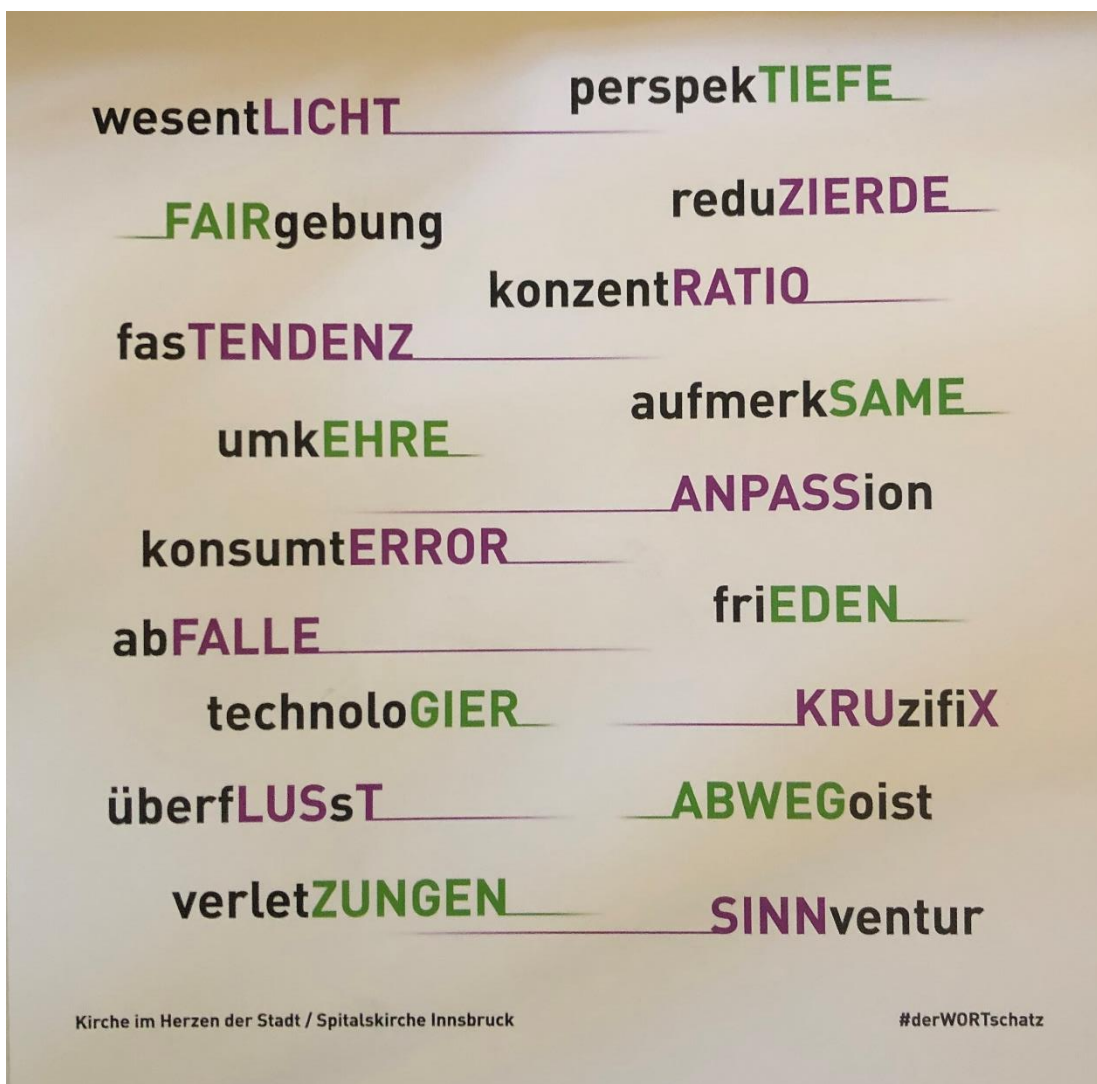 perspekTIEFE
wesentLICHT
reduZIERDE
FAIRgebung
konzentRATIO
fasTENDENZ
aufmerkSAME
umkEHRE
ANPASSion
konsumtERROR
friEDEN
abFALLE
technoloGIER
KRUzifiX
überfLUSsT
ABWEGoist
verletZUNGEN
SINNventur
Kirche im Herzen der Stadt / Spitalskirche Innsbruck
#derWORTschatz